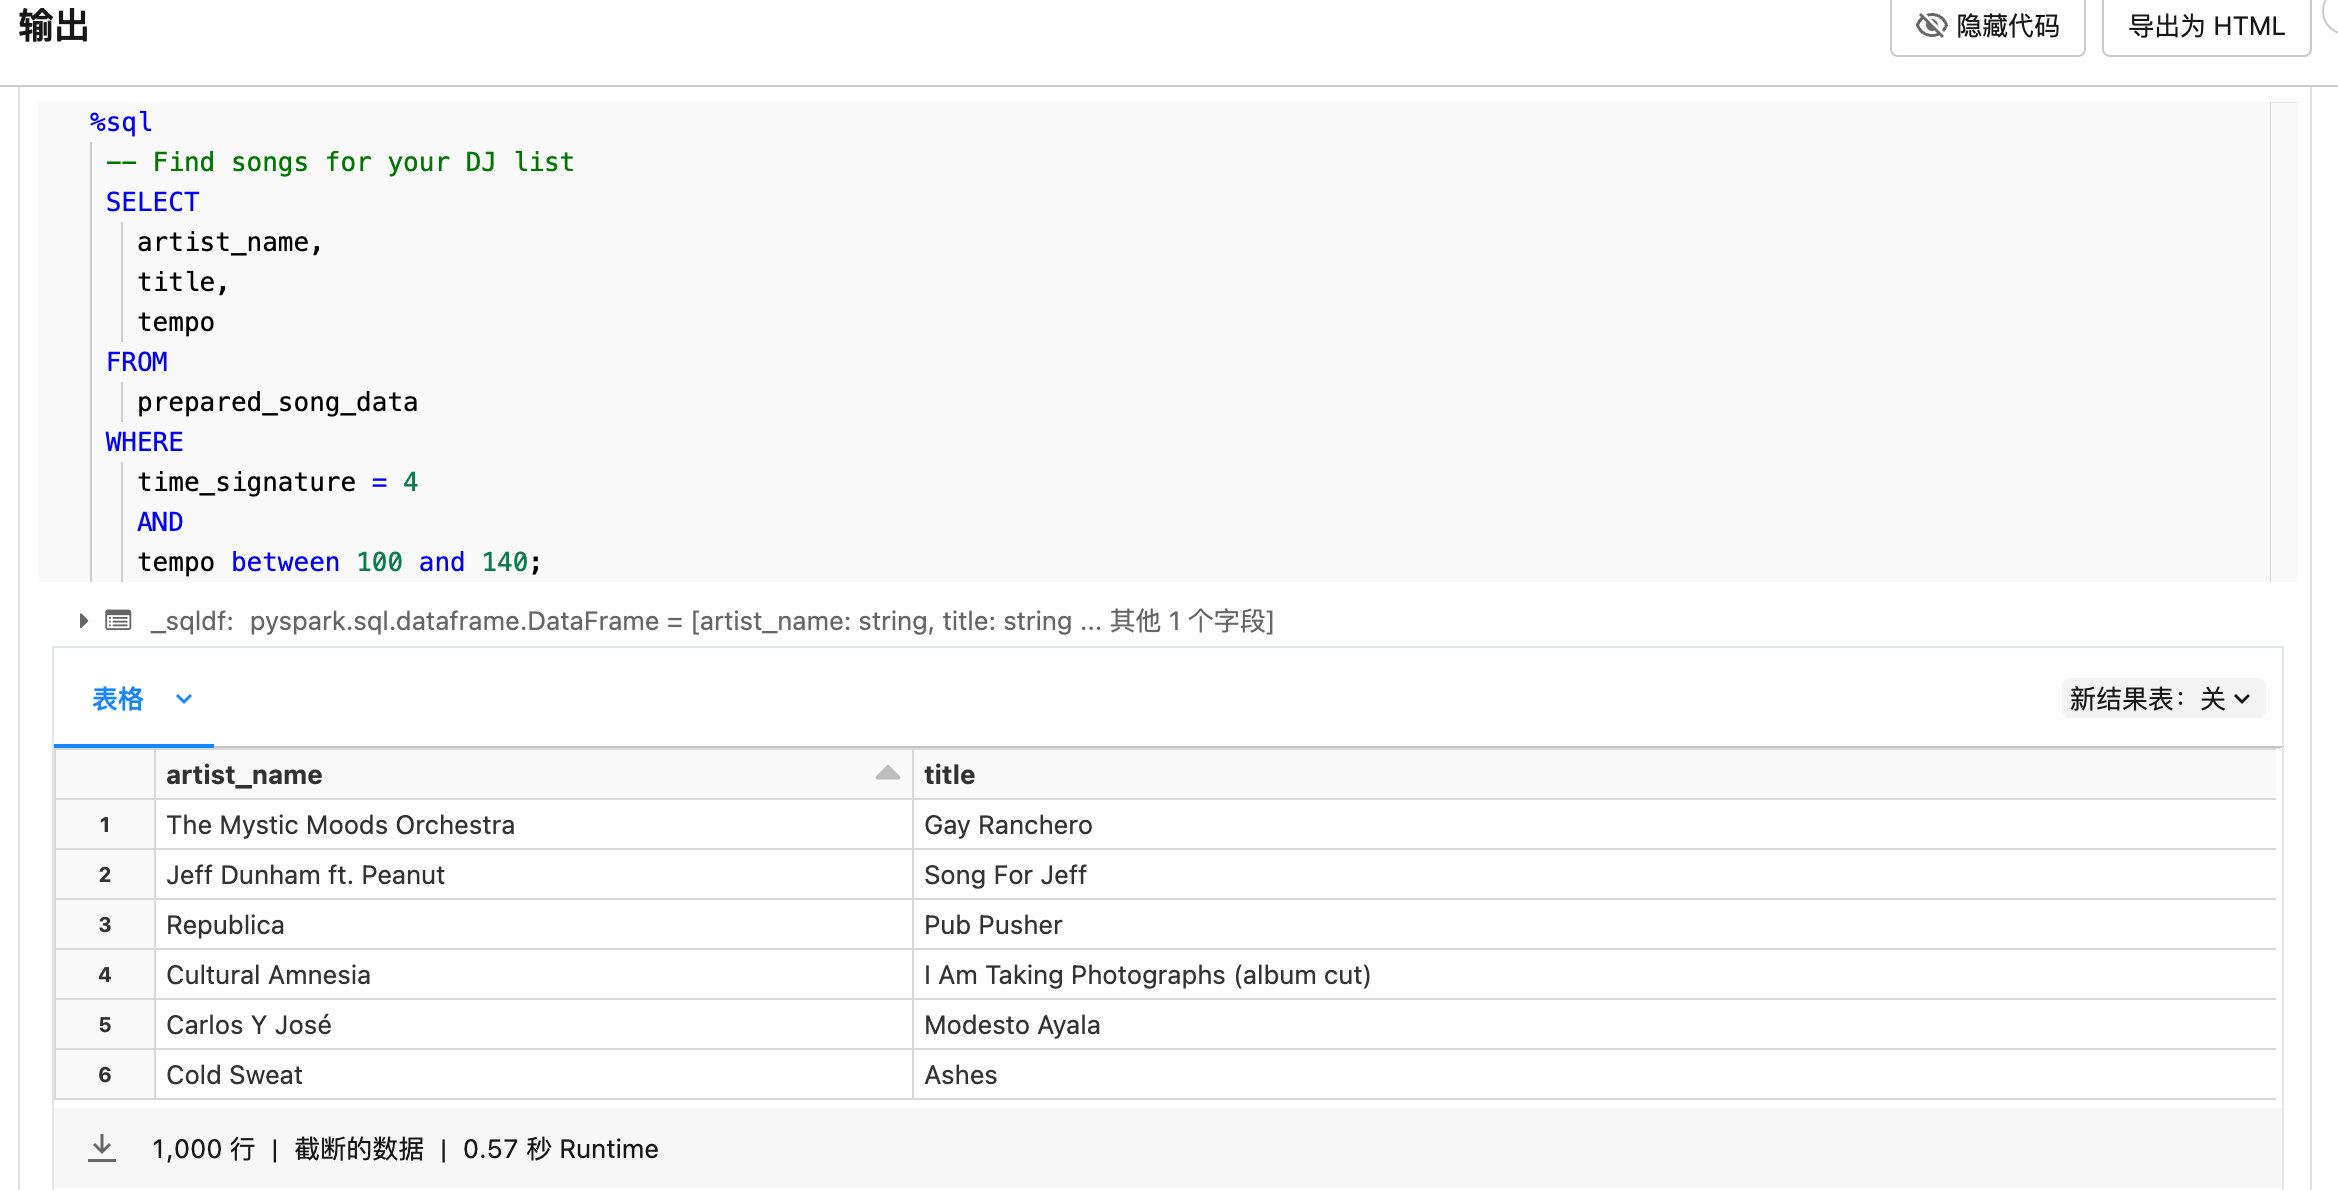 输出
隐藏代码
导出为 HTML
%sql
-- Find songs for your DJ list
SELECT
artist_name,
title,
tempo
FROM
prepared_song_data
WHERE
time_signature = 4
AND
tempo between 100 and 140;
_sqldf: pyspark.sql.dataframe.DataFrame = [artist_name: string, title: string ... 其他 1 个字段]
表格
新结果表：关
artist_name title
1 The Mystic Moods Orchestra Gay Ranchero
2 Jeff Dunham ft. Peanut Song For Jeff
3 Republica Pub Pusher
4 Cultural Amnesia I Am Taking Photographs (album cut)
5 Carlos Y José Modesto Ayala
6 Cold Sweat Ashes
1,000 行 | 截断的数据 | 0.57 秒 Runtime